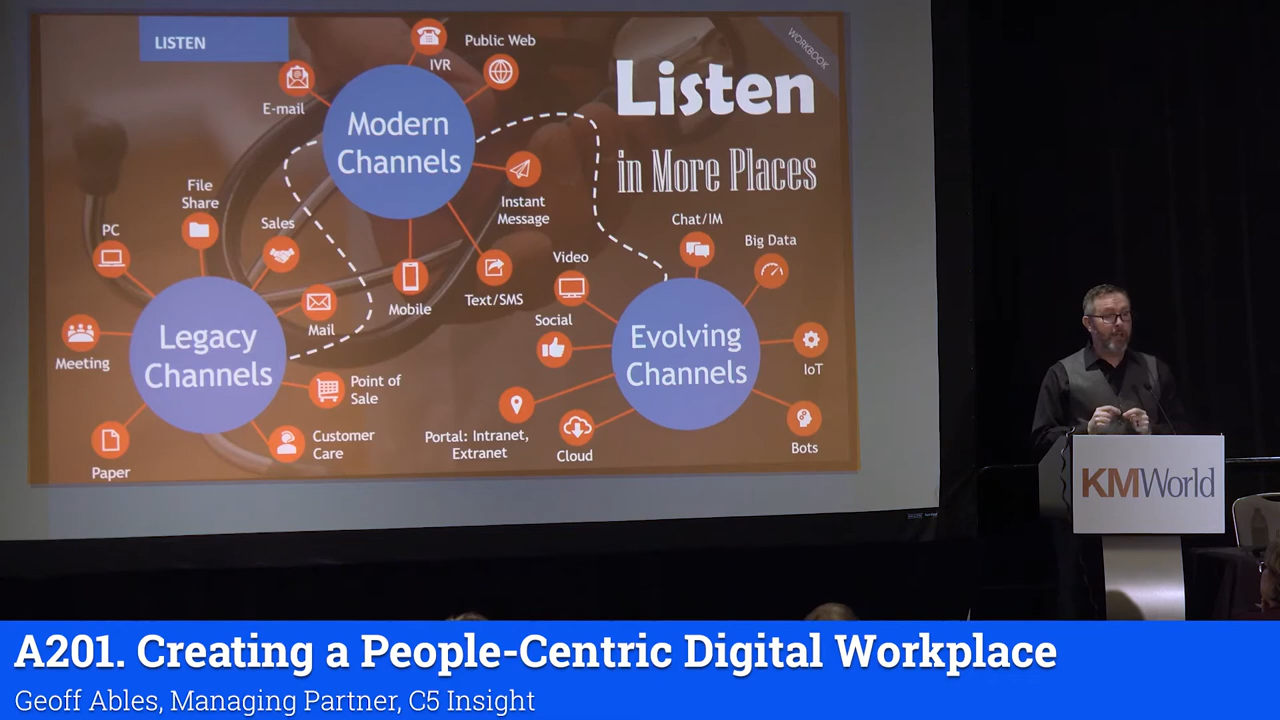 LISTEN
WORKBOOK
Listen
in More Places
IVR
Public Web
E-mail
Modern
Channels
Instant
Message
Text/SMS
Mobile
File
Share
PC
Sales
Mail
Meeting
Legacy
Channels
Point of
Sale
Paper
Customer
Care
Chat/IM
Big Data
Video
Social
Evolving
Channels
IoT
Portal: Intranet,
Extranet
Cloud
Bots
KMWorld
A201. Creating a People-Centric Digital Workplace
Geoff Ables, Managing Partner, C5 Insight